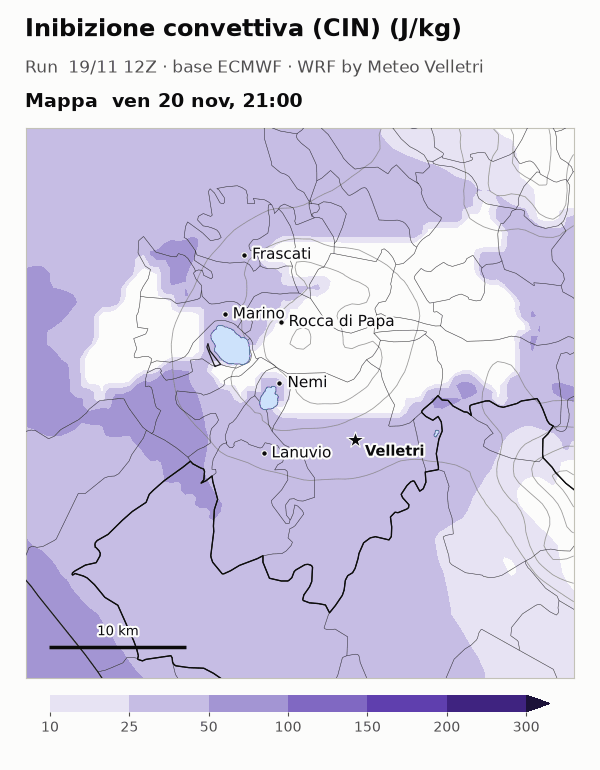 Inibizione convettiva (CIN) (J/kg)
Run  19/11 12Z · base ECMWF · WRF by Meteo Velletri
Mappa  ven 20 nov, 21:00
Frascati
Marino
Rocca di Papa
Nemi
Velletri
Lanuvio
10 km
10 25 50 100 150 200 300